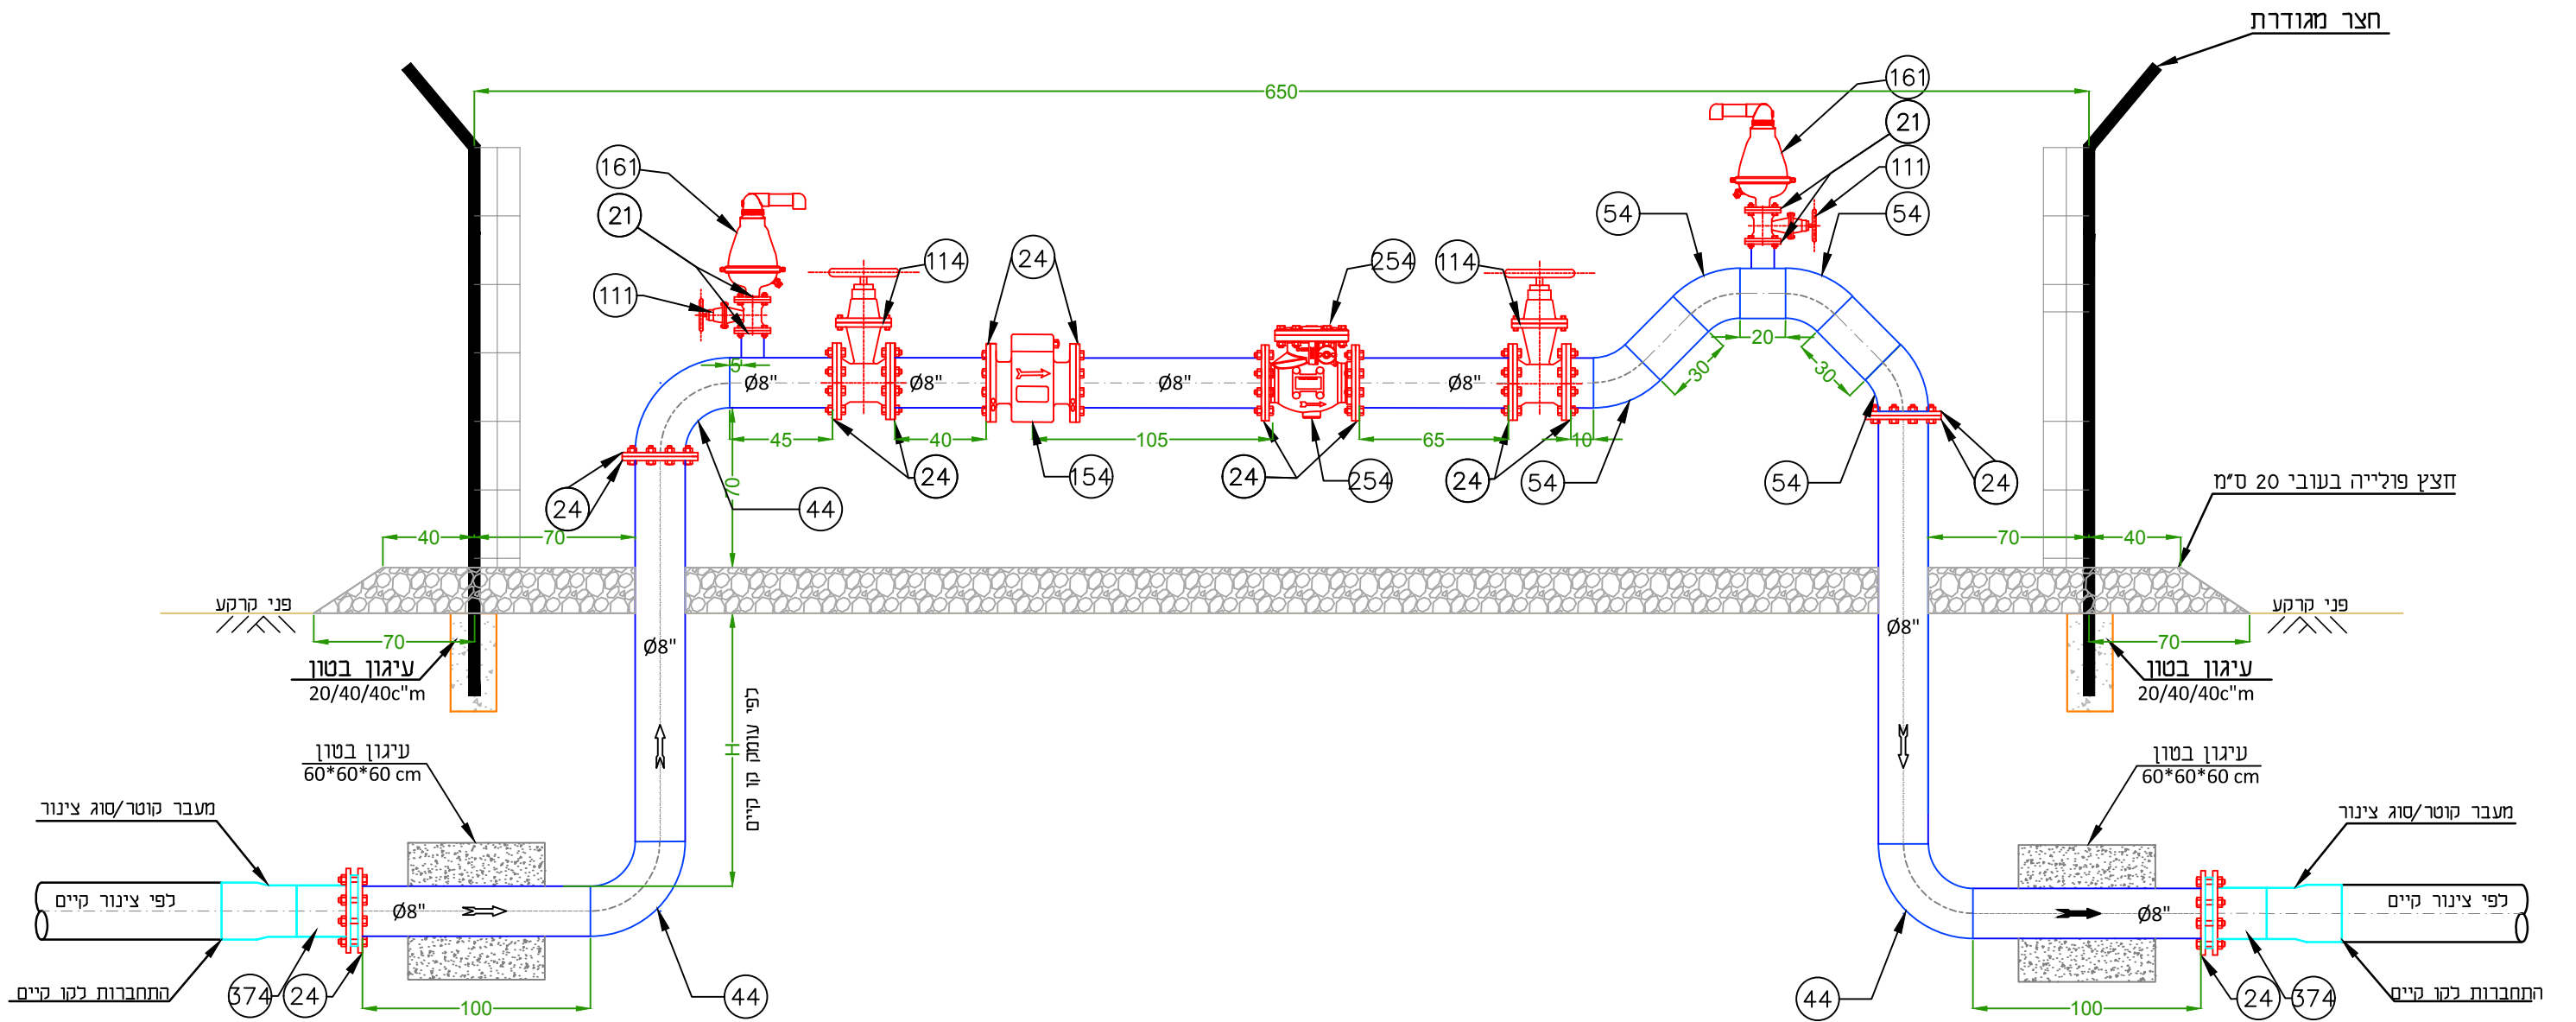 חצר מגודרת
650
161
21
111
54
54
161
21
111
114
24
254
114
5
Ø8"
Ø8"
Ø8"
Ø8"
20
30
30
45
40
105
65
10
24
154
24
254
24
54
54
24
24
44
70
חצץ פולייה בעובי 20 ס"מ
40
70
70
40
פני קרקע
פני קרקע
70
70
Ø8"
Ø8"
עיגון בטון
20/40/40c"m
עיגון בטון
20/40/40c"m
H
לפי עומק קו קיים
עיגון בטון
60*60*60 cm
עיגון בטון
60*60*60 cm
מעבר קוטר/סוג צינור
מעבר קוטר/סוג צינור
לפי צינור קיים
Ø8"
Ø8"
לפי צינור קיים
התחברות לקו קיים
374
24
100
44
44
100
24
374
התחברות לקו קיים